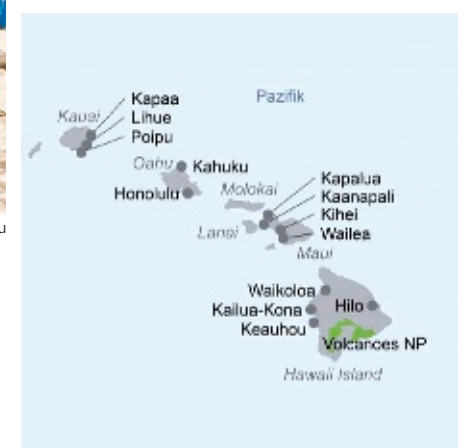 Kapaa
Kauai
Lihue
Poipu
Pazifik
Oahu
Kahuku
Honolulu
Molokai
Kapalua
Kaanapali
Kihei
Wailea
Lanai
Maui
Waikoloa
Kailua-Kona
Hilo
Keauhou
Volcanoes NP
Hawaii Island
u